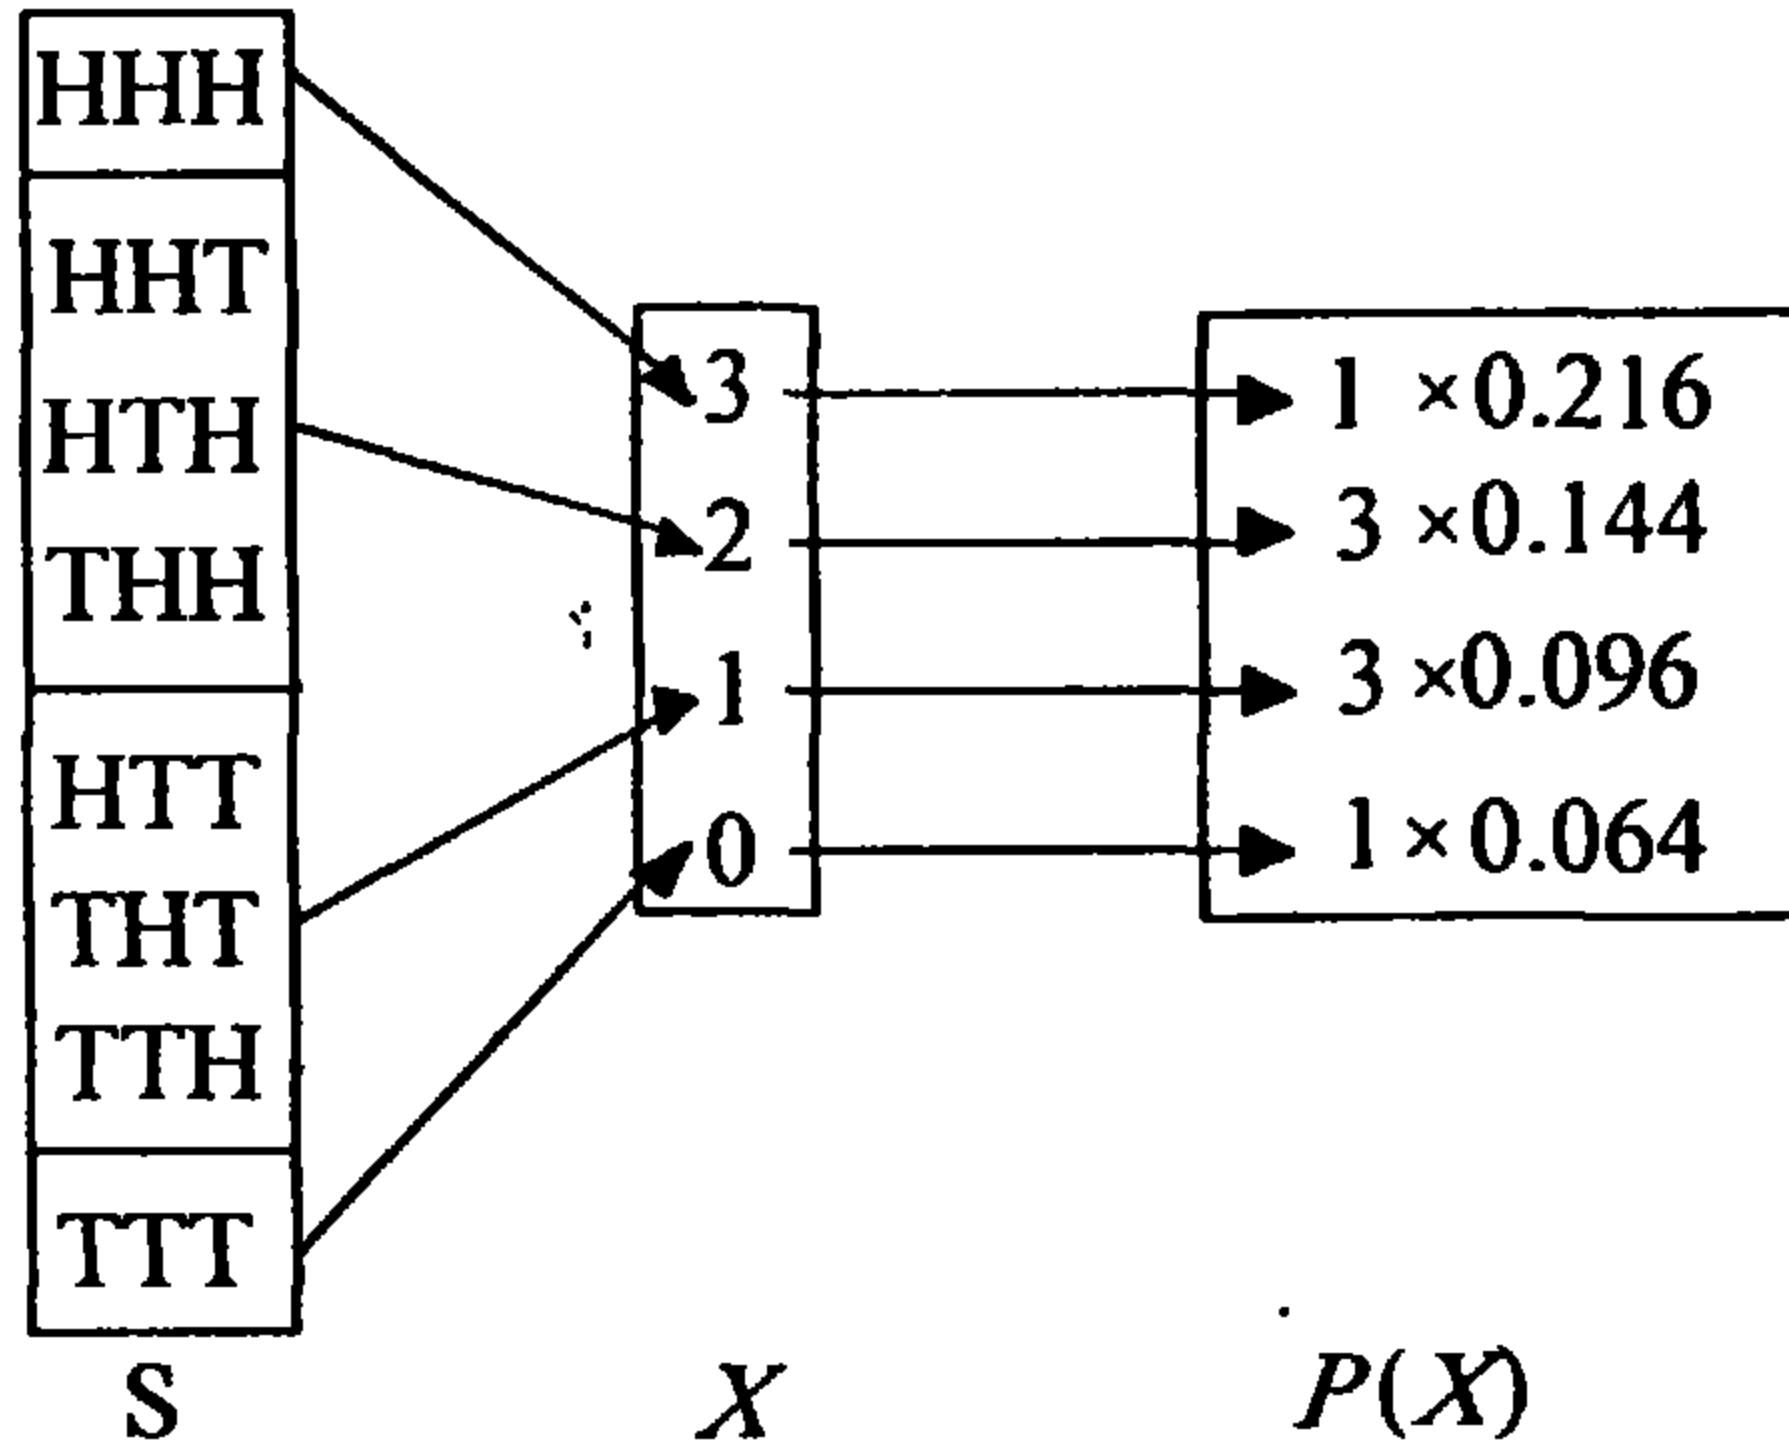 HHH
HHT
HTH
THH
HTT
THT
TTH
TTT
S
3
2
1
0
X
1 ×0.216
3 ×0.144
3 ×0.096
1 ×0.064
P(X)